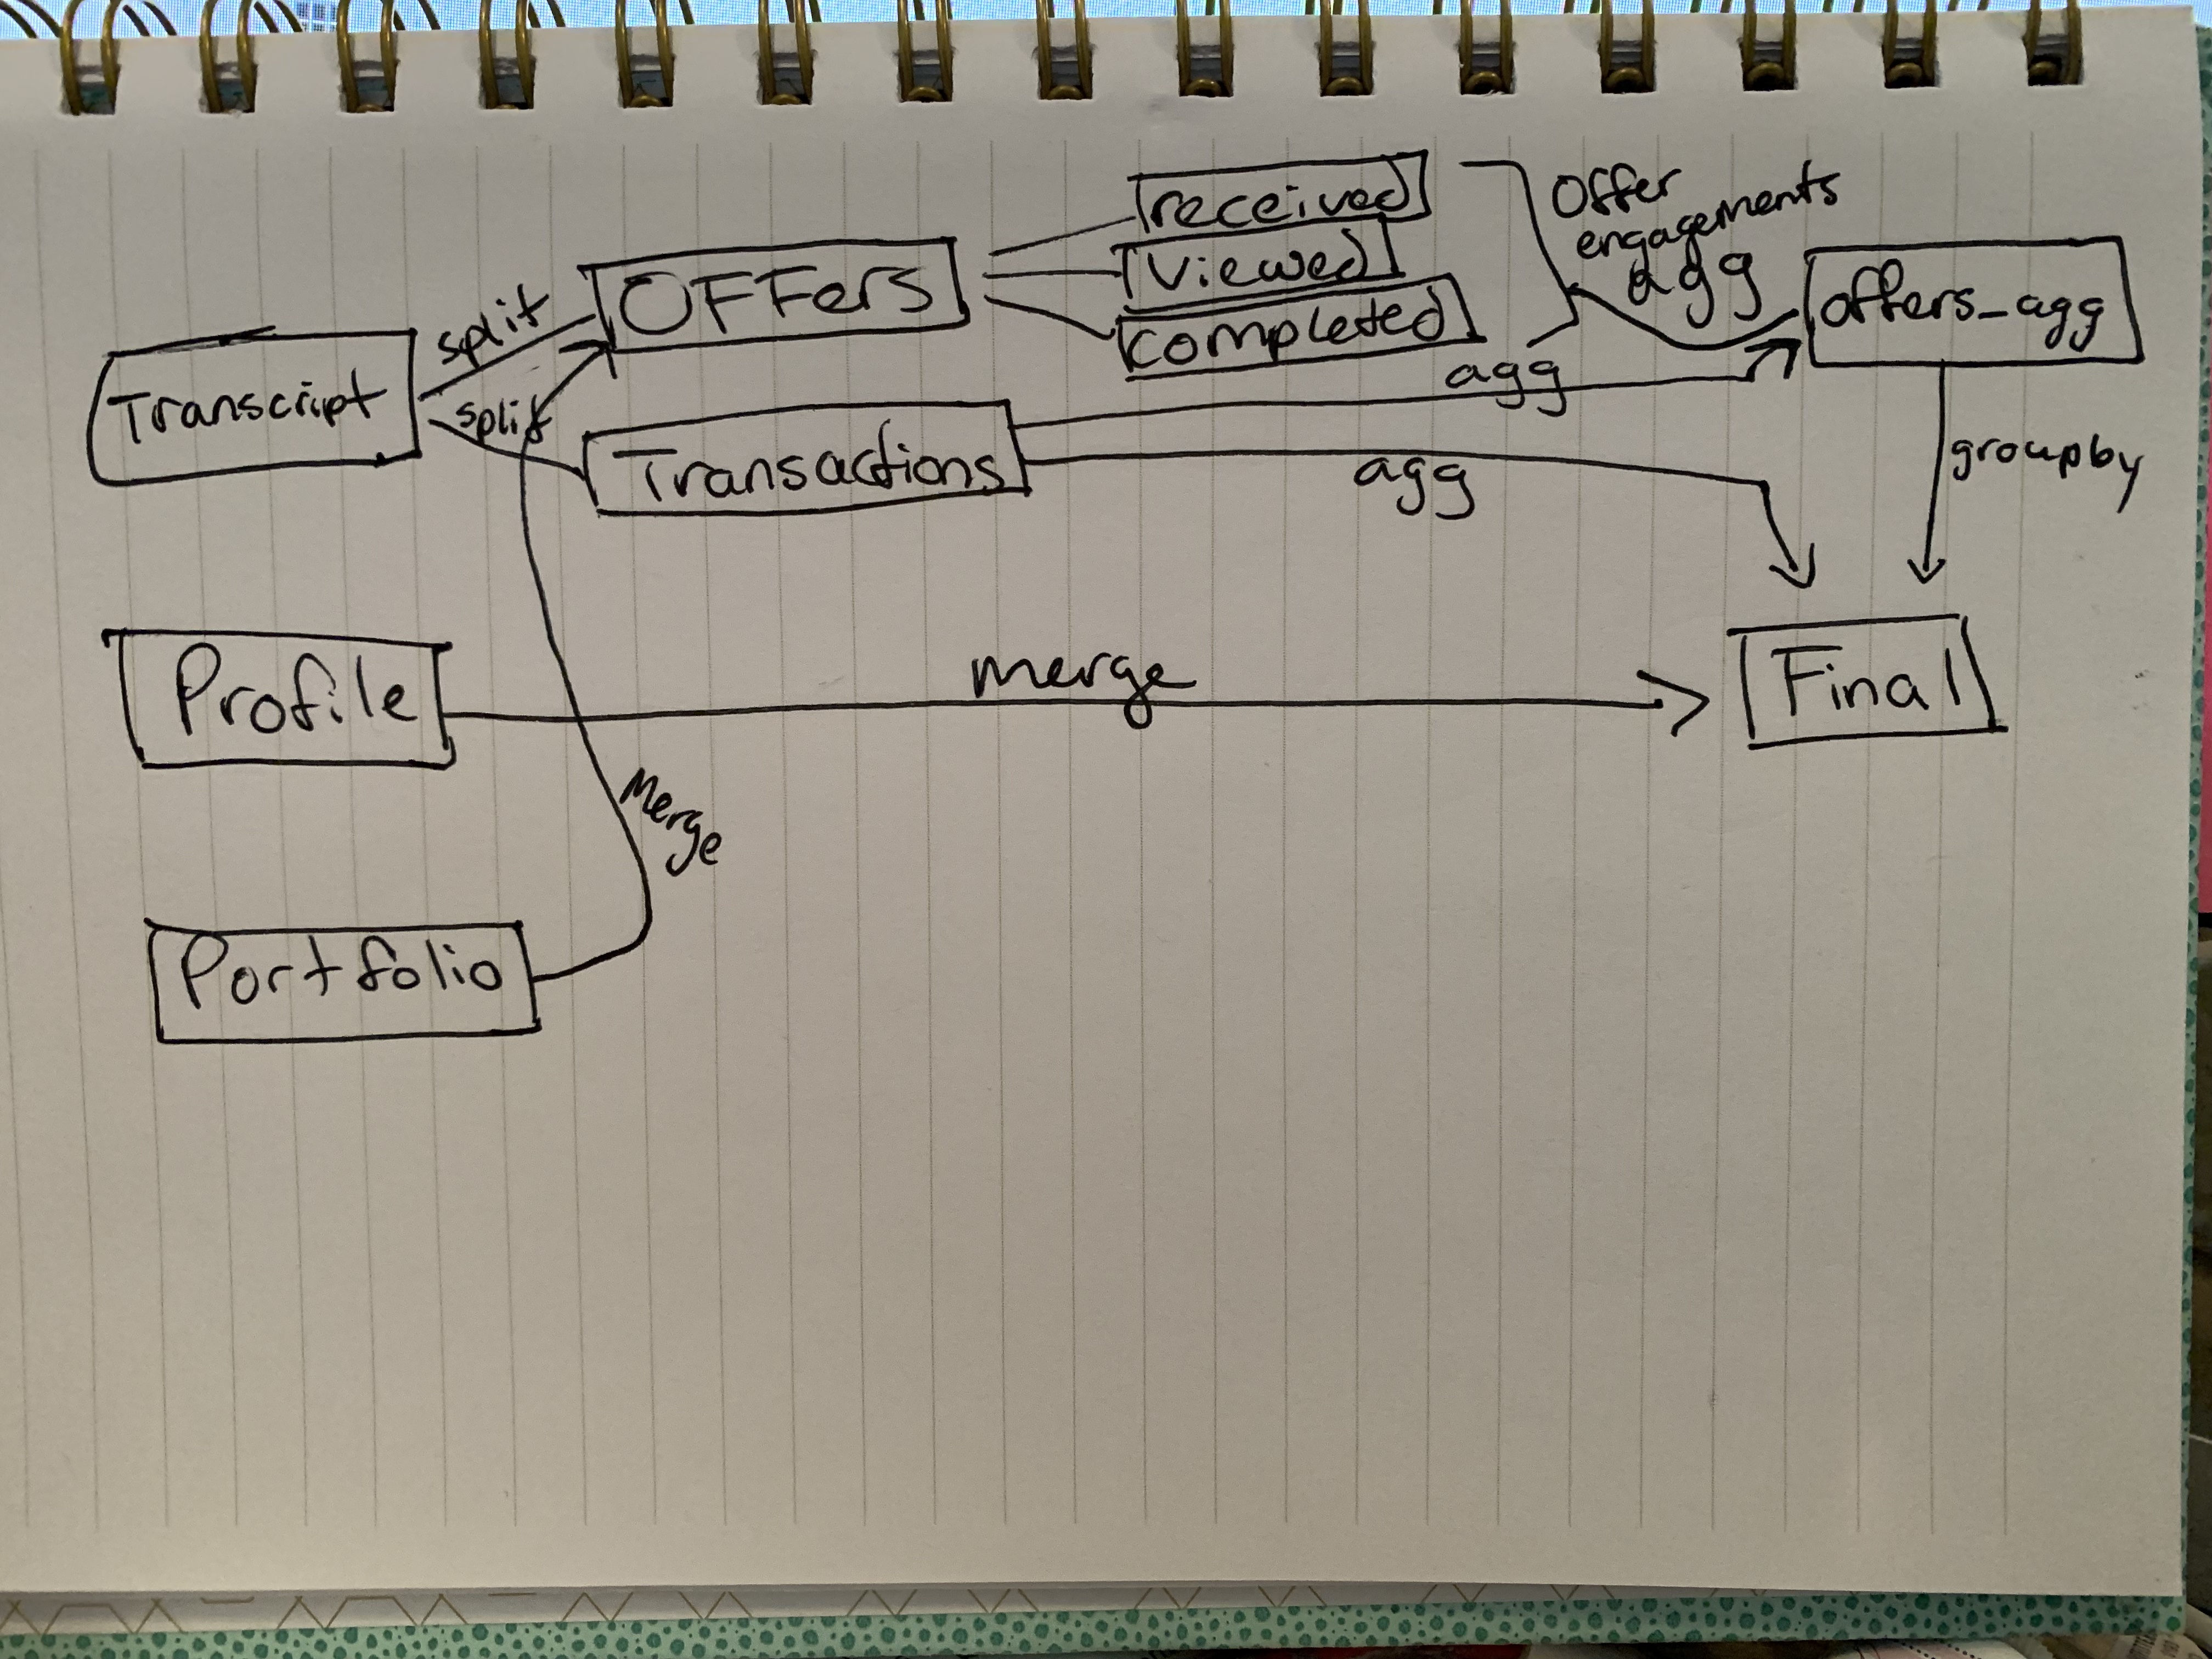 received
Offer
engagements
agg
viewed
OFFers
offers_agg
completed
split
Transcript
split
agg
Transactions
agg
groupby
Profile
merge
Final
Merge
Portfolio